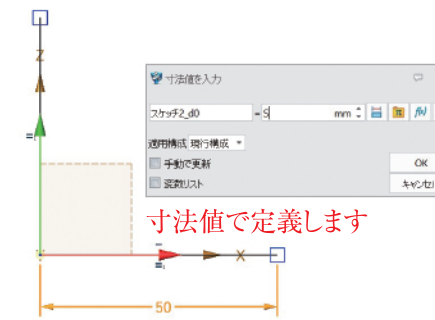 Z
寸法値を入力
スケッチ2_d0 =5 mm
適用構成 現行構成
手動で更新 OK
変数リスト キャンセル
寸法値で定義します
X
50